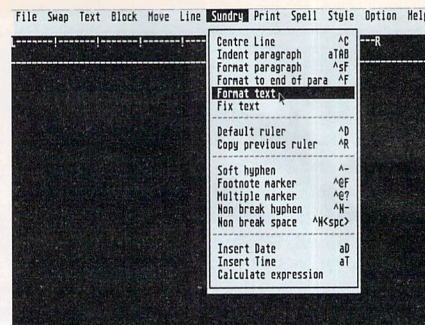 File Swap Text Block Move Line Sundry Print Spell Style Option Help
L-------!-------!-------!-------! ---R
Centre Line ^C
Indent paragraph aTAB
Format paragraph ^sF
Format to end of para ^F
Format text
Fix text
Default ruler ^D
Copy previous ruler ^R
Soft hyphen ^-
Footnote marker ^@F
Multiple marker ^@?
Non break hyphen ^N-
Non break space ^N<spc>
Insert Date aD
Insert Time aT
Calculate expression